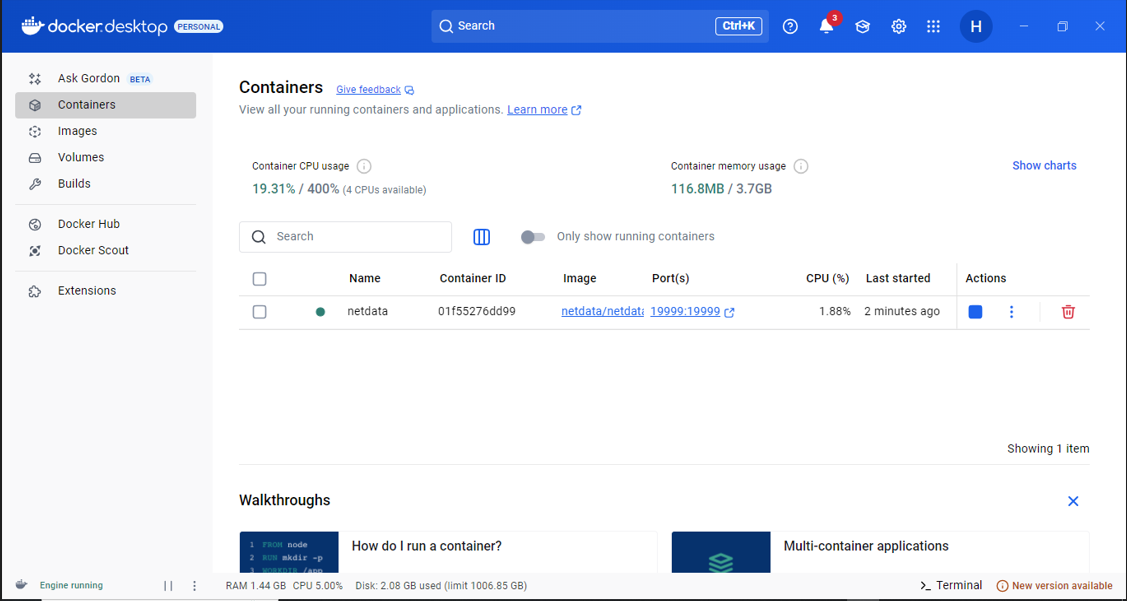 docker.desktop PERSONAL
Search
Ctrl+K
3
H
Ask Gordon BETA
Containers
Images
Volumes
Builds
Docker Hub
Docker Scout
Extensions
Containers Give feedback
View all your running containers and applications. Learn more
Container CPU usage
19.31% / 400% (4 CPUs available)
Container memory usage
116.8MB / 3.7GB
Show charts
Search
Only show running containers
Name Container ID Image Port(s) CPU (%) Last started Actions
netdata 01f55276dd99 netdata/netdata 19999:19999 1.88% 2 minutes ago
Showing 1 item
Walkthroughs
1 FROM node
2 RUN mkdir -p
3 WORKDIR /app
How do I run a container?
Multi-container applications
Engine running
RAM 1.44 GB CPU 5.00% Disk: 2.08 GB used (limit 1006.85 GB)
>_ Terminal
New version available